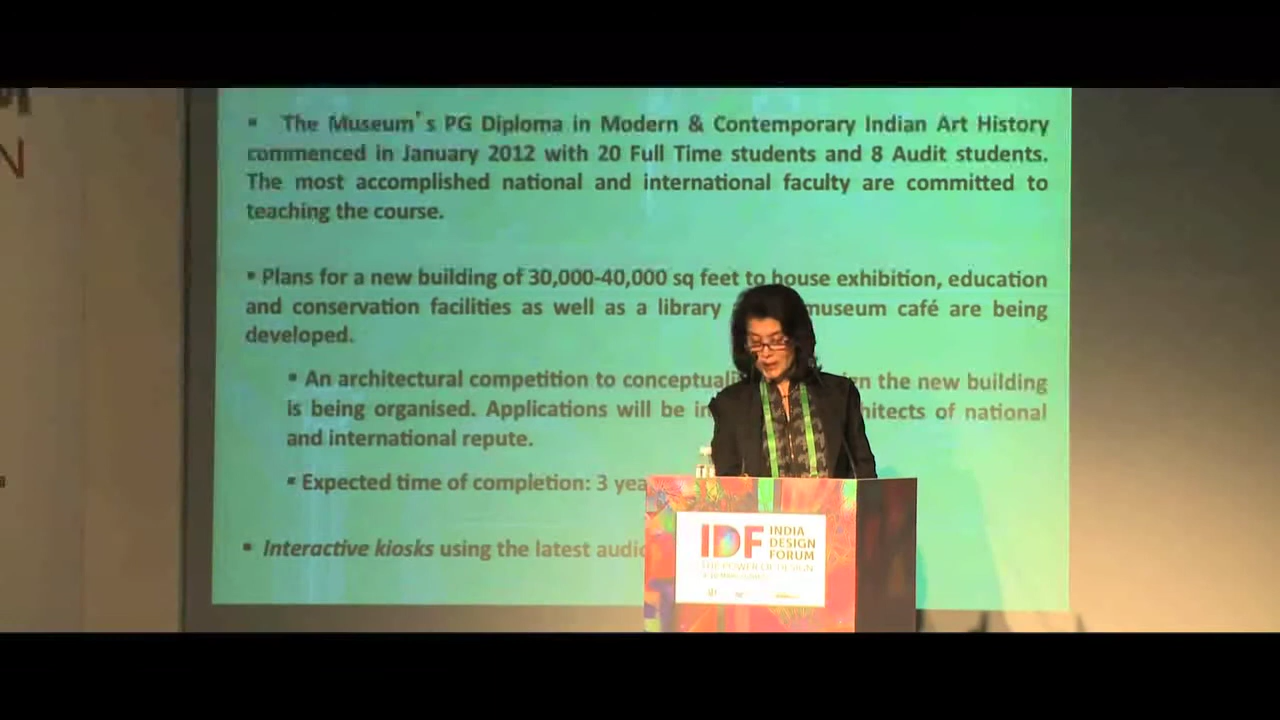 ▪ The Museum's PG Diploma in Modern & Contemporary Indian Art History
commenced in January 2012 with 20 Full Time students and 8 Audit students.
The most accomplished national and international faculty are committed to
teaching the course.
▪ Plans for a new building of 30,000-40,000 sq feet to house exhibition, education
and conservation facilities as well as a library museum café are being
developed.
▪ An architectural competition to the new building
is being organised. Applications will be of national
and international repute.
▪ Expected time of completion: 3
▪ Interactive kiosks using the latest
IDF INDIA
DESIGN
FORUM
THE POWER OF DESIGN